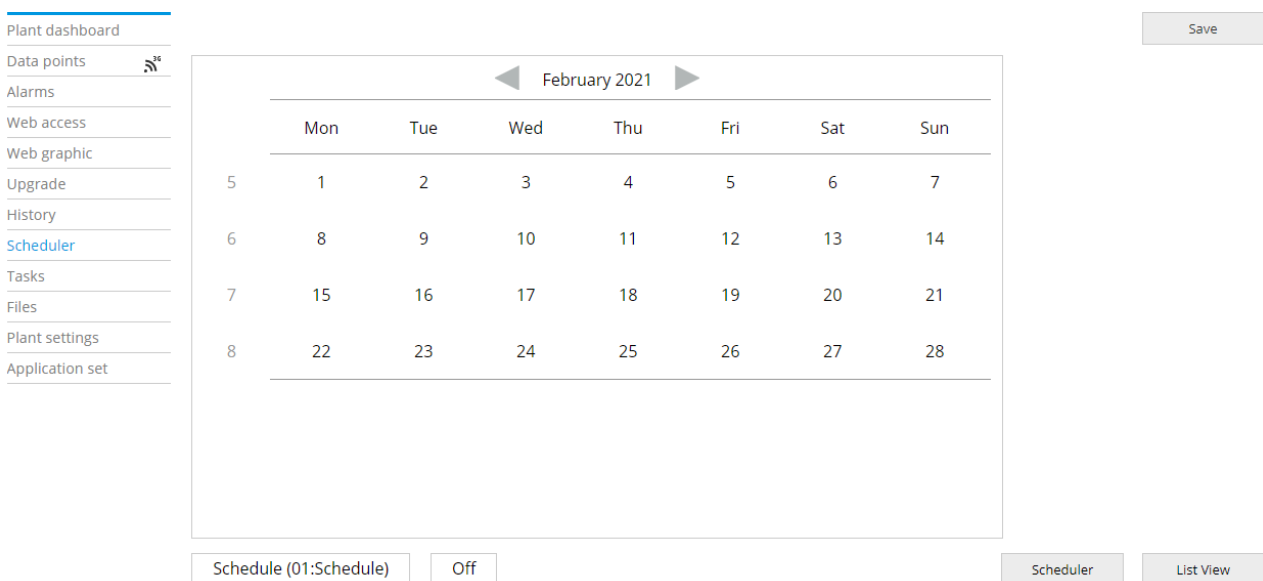 Plant dashboard
Save
Data points 3G
February 2021
Alarms
Web access
Mon Tue Wed Thu Fri Sat Sun
Web graphic
Upgrade
5 1 2 3 4 5 6 7
History
Scheduler
6 8 9 10 11 12 13 14
Tasks
7 15 16 17 18 19 20 21
Files
Plant settings
8 22 23 24 25 26 27 28
Application set
Schedule (01:Schedule) Off Scheduler List View